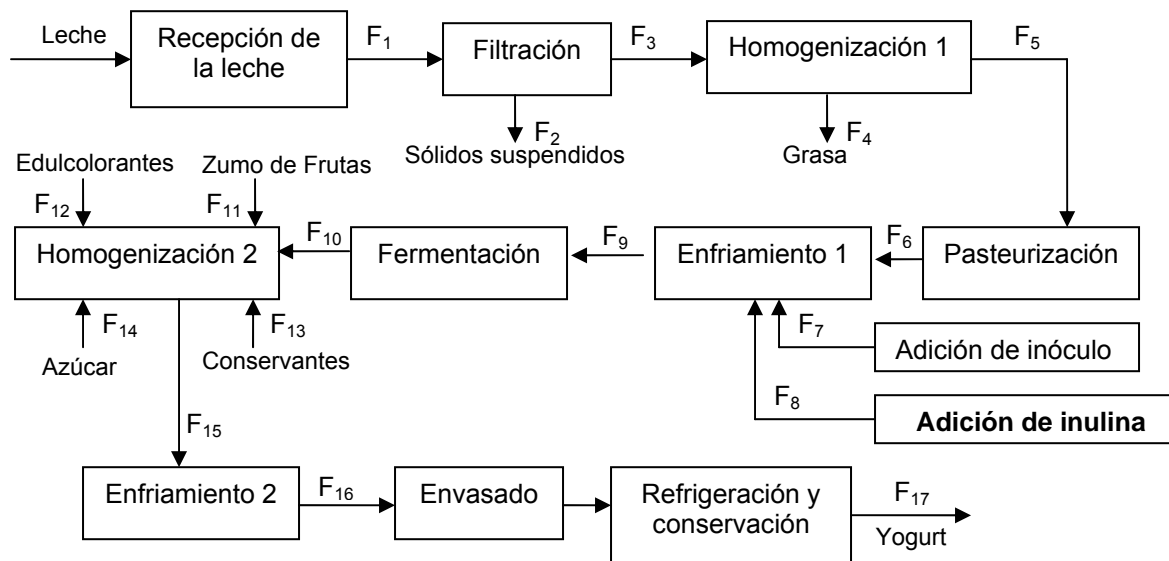 Leche
Recepción de
la leche
F1
Filtración
F3
Homogenización 1
F5
F2
Sólidos suspendidos
F4
Grasa
Edulcolorantes
Zumo de Frutas
F12
F11
Homogenización 2
F10
Fermentación
F9
Enfriamiento 1
F6
Pasteurización
F14
Azúcar
F13
Conservantes
F7
Adición de inóculo
F8
Adición de inulina
F15
Enfriamiento 2
F16
Envasado
Refrigeración y
conservación
F17
Yogurt